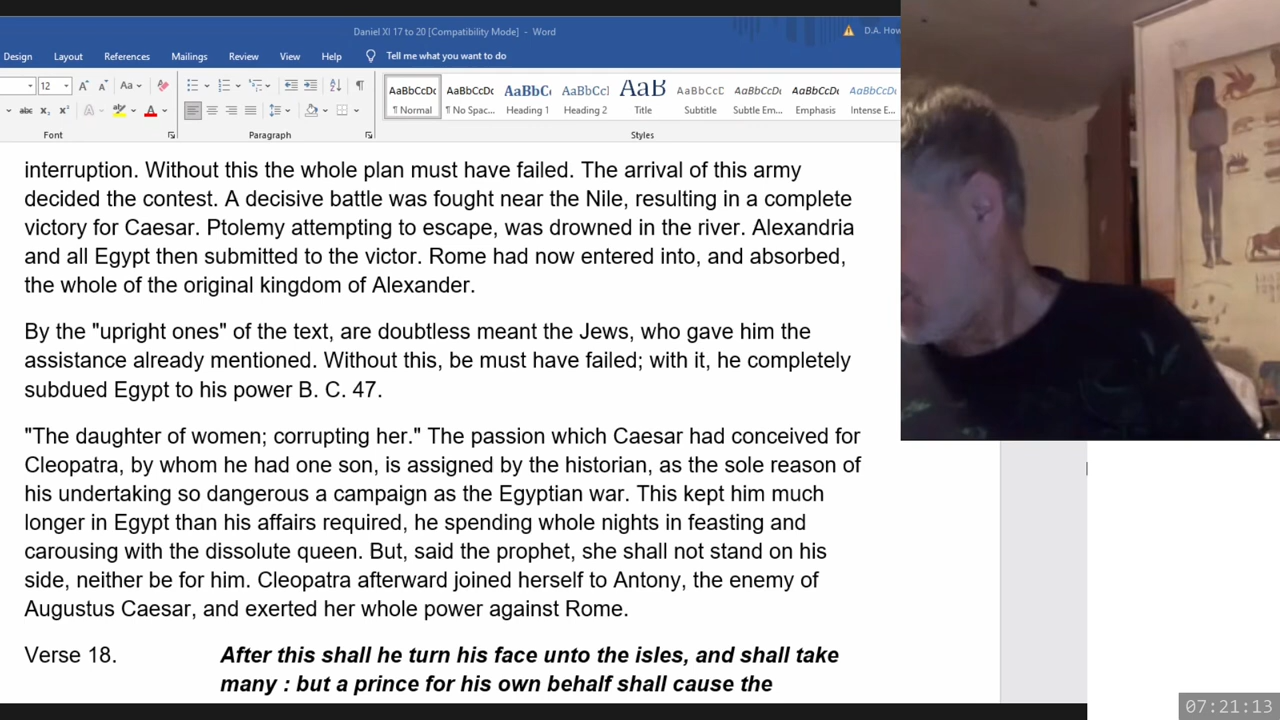 Daniel XI 17 to 20 [Compatibility Mode] - Word
D.A. How
Design Layout References Mailings Review View Help Tell me what you want to do
12 Aa
abc x₂ x² A ab A
AaBbCcDc AaBbCcDc AaBbCc AaBbCcI AaB AaBbCcD AaBbCcDc AaBbCcDc AaBbCcDc
¶ Normal ¶ No Spac... Heading 1 Heading 2 Title Subtitle Subtle Em... Emphasis Intense E...
Font Paragraph Styles
interruption. Without this the whole plan must have failed. The arrival of this army
decided the contest. A decisive battle was fought near the Nile, resulting in a complete
victory for Caesar. Ptolemy attempting to escape, was drowned in the river. Alexandria
and all Egypt then submitted to the victor. Rome had now entered into, and absorbed,
the whole of the original kingdom of Alexander.
By the "upright ones" of the text, are doubtless meant the Jews, who gave him the
assistance already mentioned. Without this, be must have failed; with it, he completely
subdued Egypt to his power B. C. 47.
"The daughter of women; corrupting her." The passion which Caesar had conceived for
Cleopatra, by whom he had one son, is assigned by the historian, as the sole reason of
his undertaking so dangerous a campaign as the Egyptian war. This kept him much
longer in Egypt than his affairs required, he spending whole nights in feasting and
carousing with the dissolute queen. But, said the prophet, she shall not stand on his
side, neither be for him. Cleopatra afterward joined herself to Antony, the enemy of
Augustus Caesar, and exerted her whole power against Rome.
Verse 18. After this shall he turn his face unto the isles, and shall take
many : but a prince for his own behalf shall cause the
07:21:13